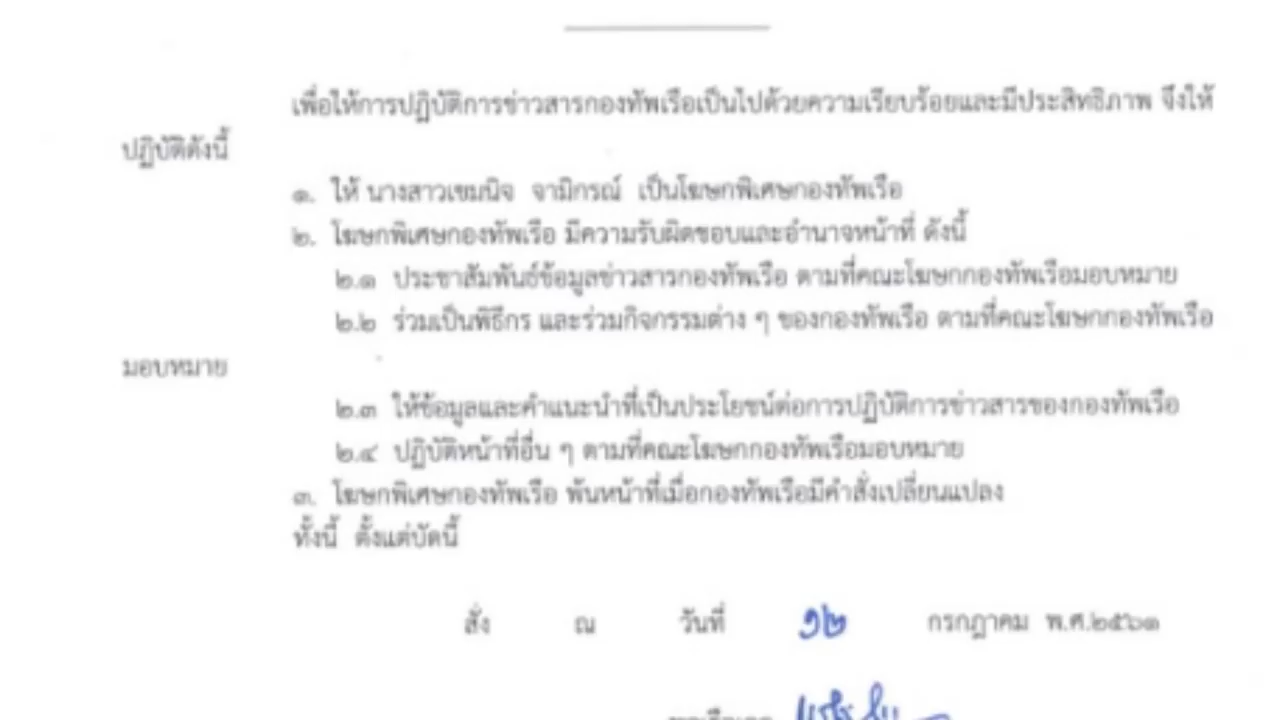 เพื่อให้การปฏิบัติการข่าวสารกองทัพเรือเป็นไปด้วยความเรียบร้อยและมีประสิทธิภาพ จึงให้
ปฏิบัติดังนี้
๑. ให้ นางสาวเขมนิจ จามิกรณ์ เป็นโฆษกพิเศษกองทัพเรือ
๒. โฆษกพิเศษกองทัพเรือ มีความรับผิดชอบและอำนาจหน้าที่ ดังนี้
๒.๑ ประชาสัมพันธ์ข้อมูลข่าวสารกองทัพเรือ ตามที่คณะโฆษกกองทัพเรือมอบหมาย
๒.๒ ร่วมเป็นพิธีกร และร่วมกิจกรรมต่าง ๆ ของกองทัพเรือ ตามที่คณะโฆษกกองทัพเรือ
มอบหมาย
๒.๓ ให้ข้อมูลและคำแนะนำที่เป็นประโยชน์ต่อการปฏิบัติการข่าวสารของกองทัพเรือ
๒.๔ ปฏิบัติหน้าที่อื่น ๆ ตามที่คณะโฆษกกองทัพเรือมอบหมาย
๓. โฆษกพิเศษกองทัพเรือ พ้นหน้าที่เมื่อกองทัพเรือมีคำสั่งเปลี่ยนแปลง
ทั้งนี้ ตั้งแต่บัดนี้
สั่ง ณ วันที่ ๑๒ กรกฎาคม พ.ศ.๒๕๖๑